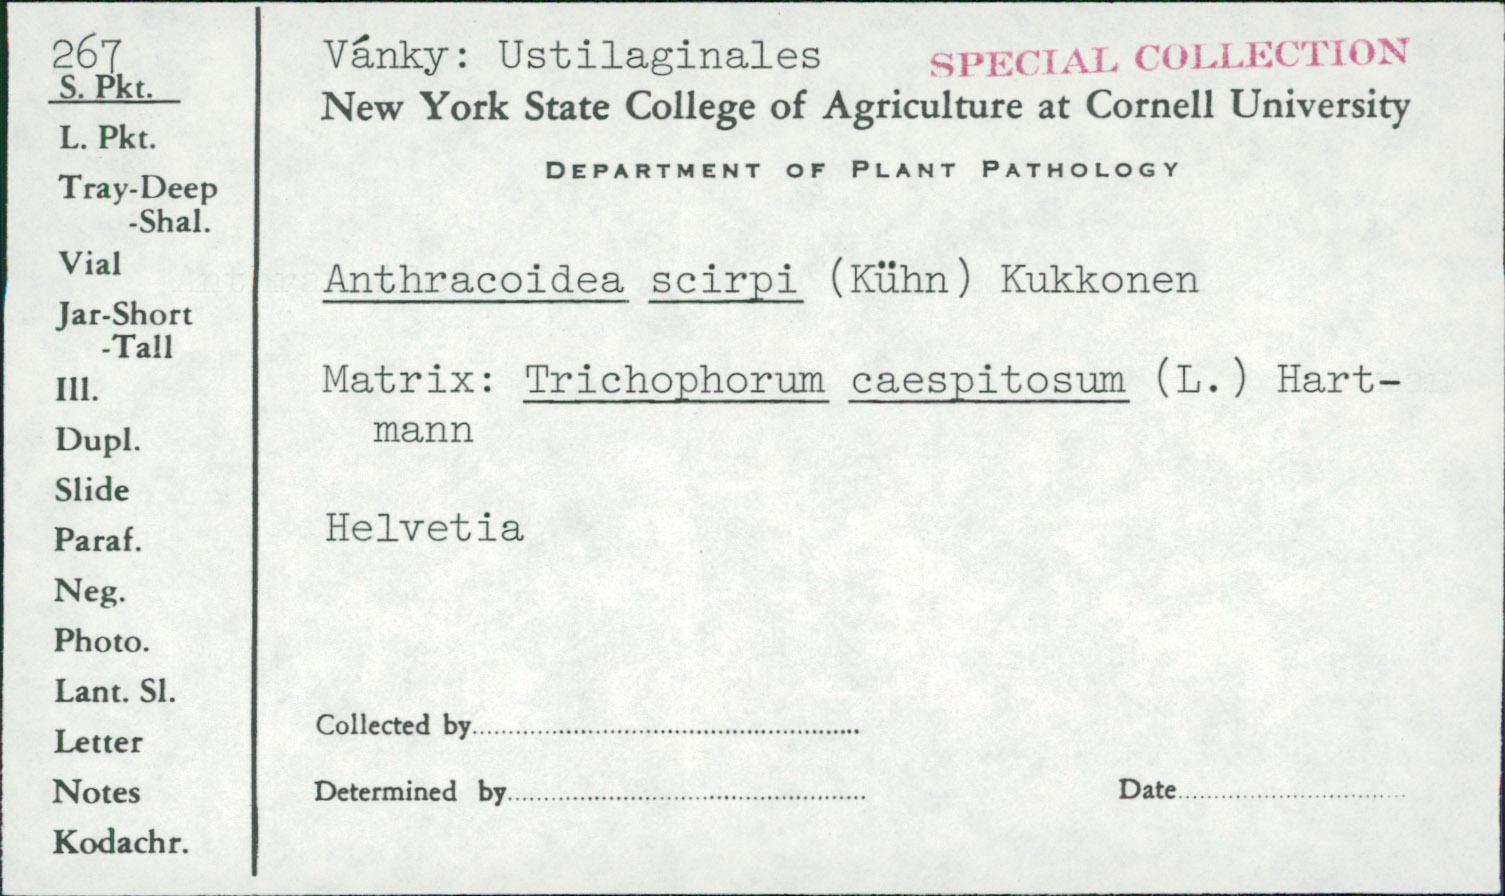 267
S. Pkt.
L. Pkt.
Tray-Deep
-Shal.
Vial
Jar-Short
-Tall
Ill.
Dupl.
Slide
Paraf.
Neg.
Photo.
Lant. Sl.
Letter
Notes
Kodachr.
Vánky: Ustilaginales
SPECIAL COLLECTION
New York State College of Agriculture at Cornell University
DEPARTMENT OF PLANT PATHOLOGY
Anthracoidea scirpi (Kühn) Kukkonen
Matrix: Trichophorum caespitosum (L.) Hart-
mann
Helvetia
Collected by
Determined by
Date